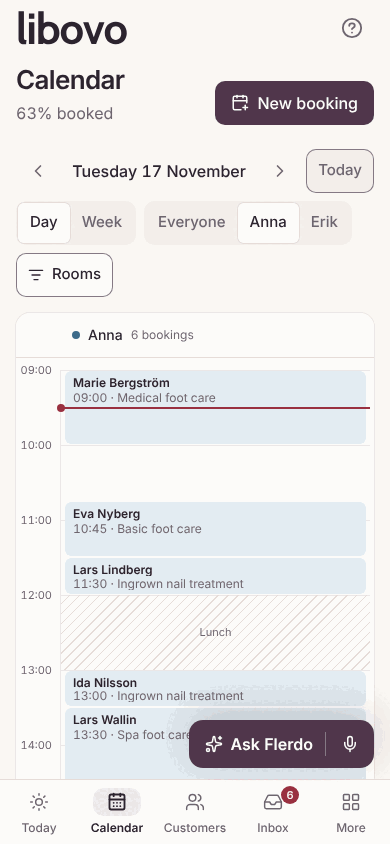 libovo
Calendar
63% booked
New booking
Tuesday 17 November
Today
Day
Week
Everyone
Anna
Erik
Rooms
Anna 6 bookings
09:00
Marie Bergström
09:00 · Medical foot care
10:00
Eva Nyberg
10:45 · Basic foot care
11:00
Lars Lindberg
11:30 · Ingrown nail treatment
12:00
Lunch
13:00
Ida Nilsson
13:00 · Ingrown nail treatment
Lars Wallin
13:30 · Spa foot care
14:00
Ask Flerdo
6
Today
Calendar
Customers
Inbox
More